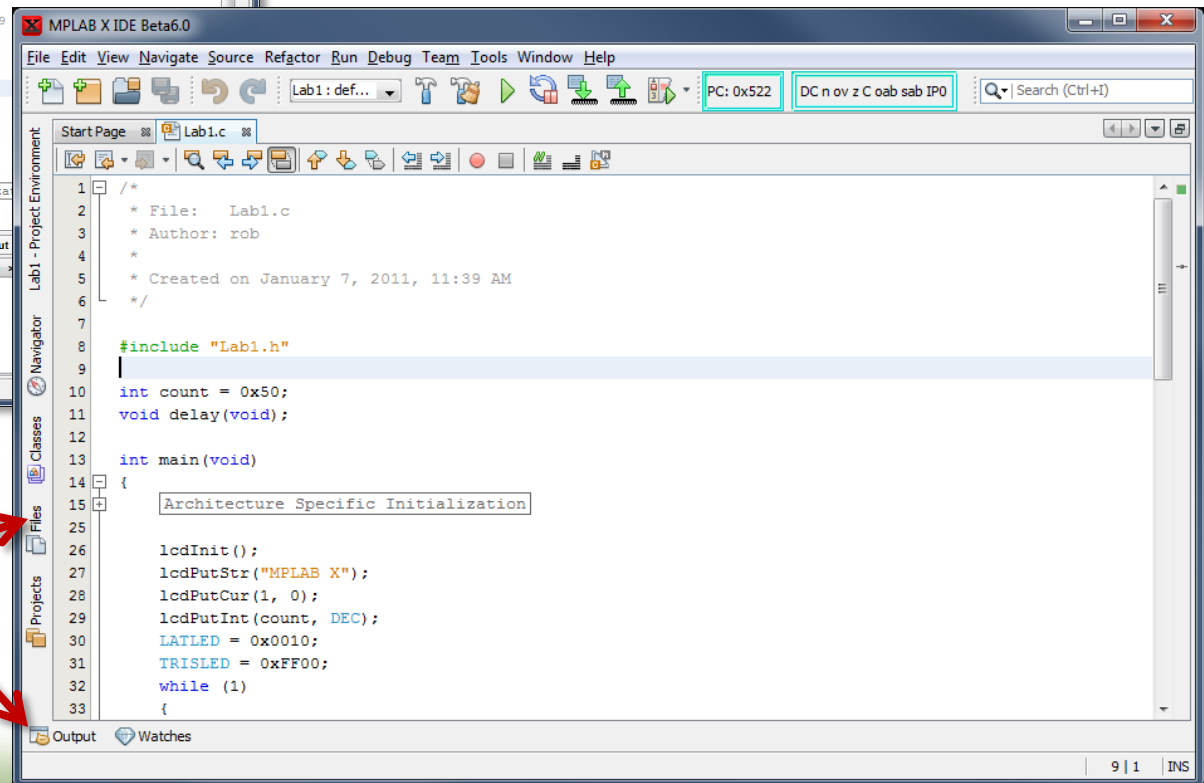 MPLAB X IDE Beta6.0
File Edit View Navigate Source Refactor Run Debug Team Tools Window Help
Lab1 : def... PC: 0x522 DC n ov z C oab sab IP0 Search (Ctrl+I)
Start Page Lab1.c
Lab1 - Project Environment
Navigator
Classes
Files
Projects
1 /*
2 * File: Lab1.c
3 * Author: rob
4 *
5 * Created on January 7, 2011, 11:39 AM
6 */
7
8 #include "Lab1.h"
9
10 int count = 0x50;
11 void delay(void);
12
13 int main(void)
14 {
15 Architecture Specific Initialization
25
26 lcdInit();
27 lcdPutStr("MPLAB X");
28 lcdPutCur(1, 0);
29 lcdPutInt(count, DEC);
30 LATLED = 0x0010;
31 TRISLED = 0xFF00;
32 while (1)
33 {
Output Watches
9 | 1 INS